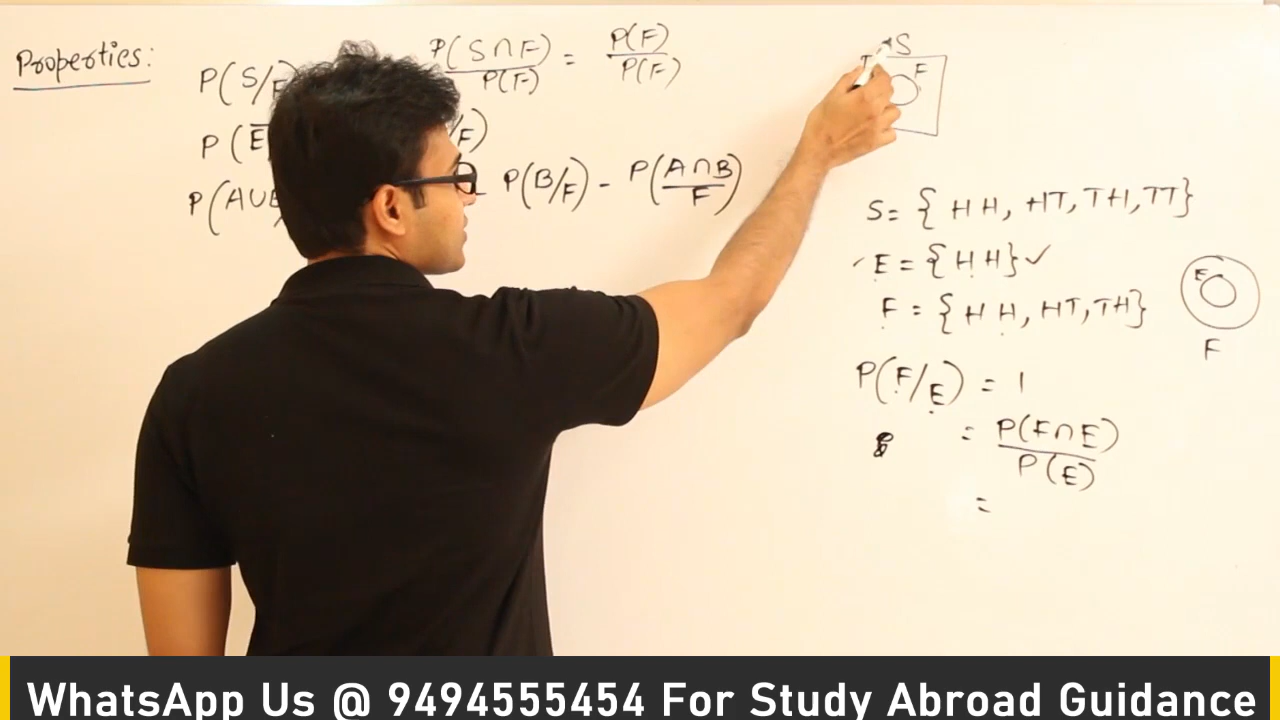 Properties:
P(S/F P(S∩F)/P(F) = P(F)/P(F)
P(E̅ /F)
P(AUB P(B/F) - P(A∩B/F)
S
F
S = { HH, HT, TH, TT}
✓ E = {HH} ✓
F = {HH, HT, TH}
E
F
P(F/E) = 1
= P(F∩E)/P(E)
=
WhatsApp Us @ 9494555454 For Study Abroad Guidance